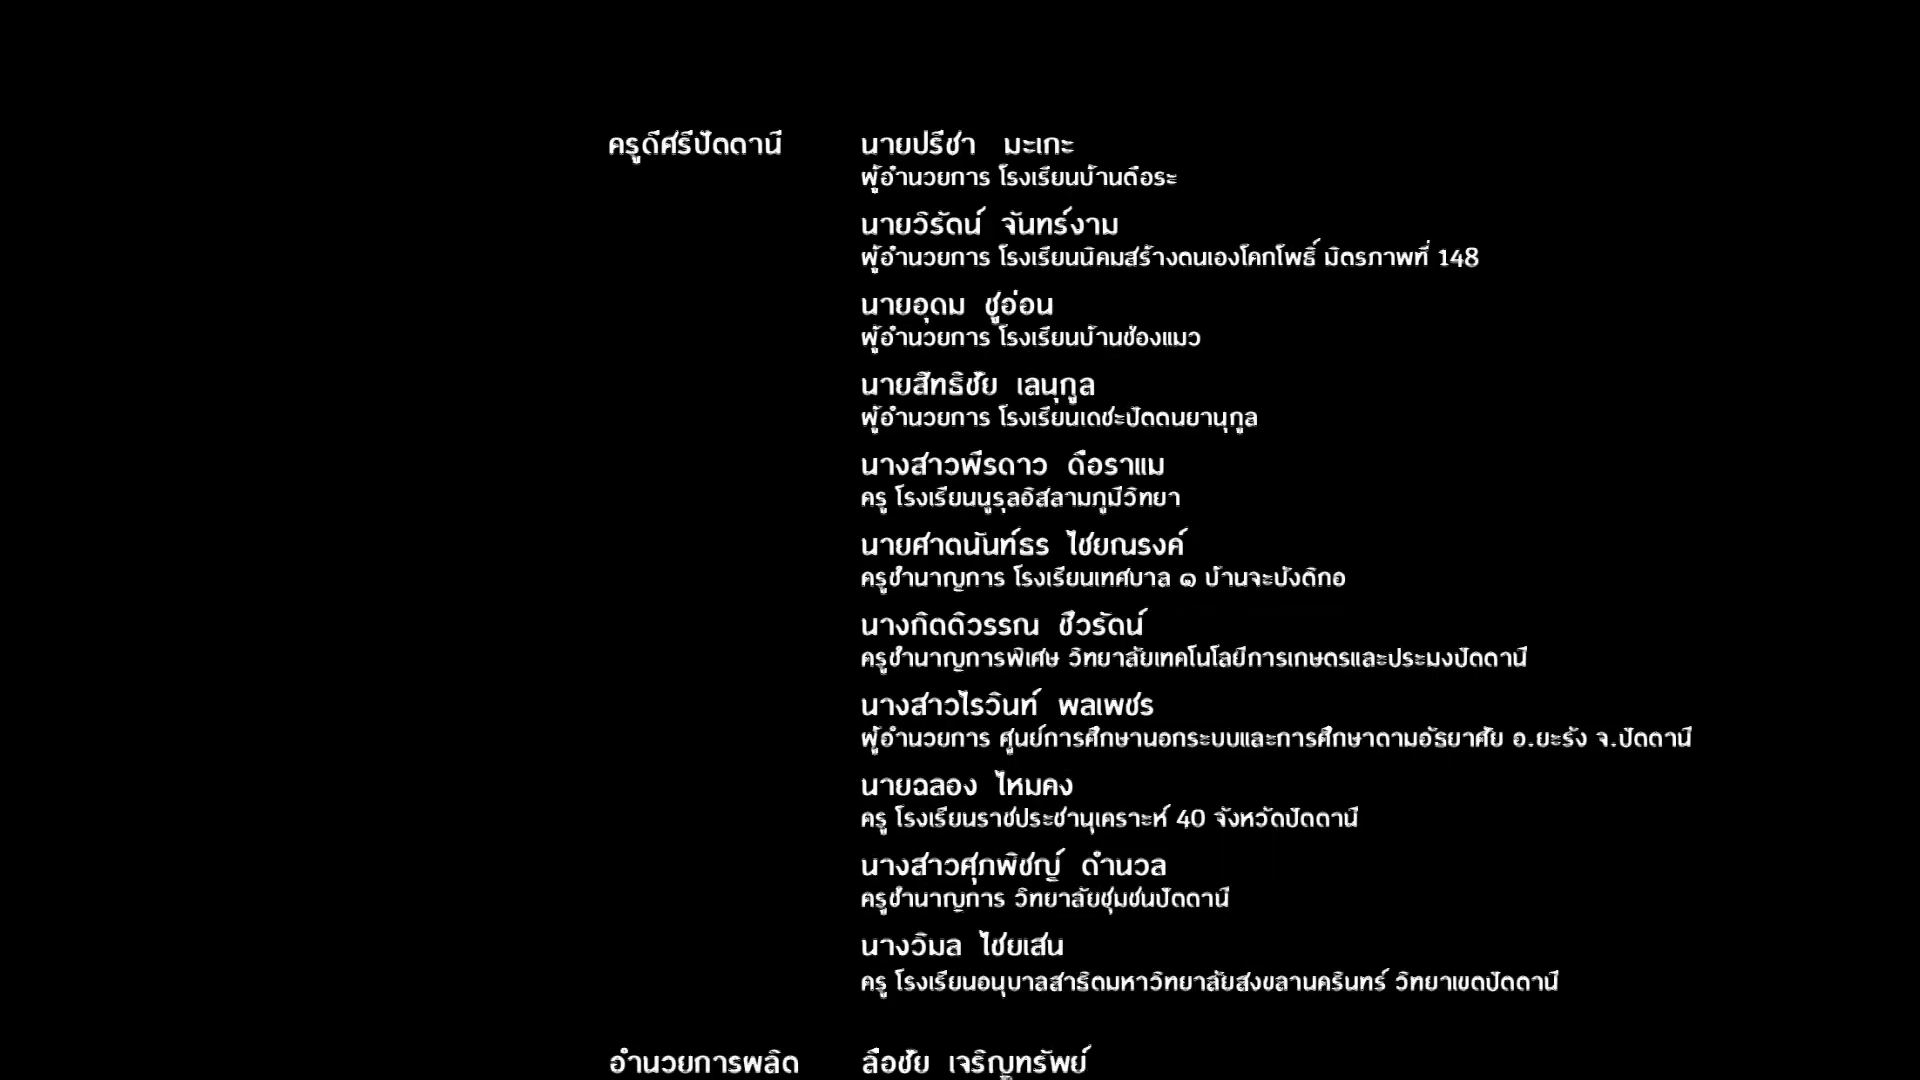 ครูดีศรีปัตตานี นายปรีชา มะเกะ
ผู้อำนวยการ โรงเรียนบ้านตือระ
นายวิรัตน์ จันทร์งาม
ผู้อำนวยการ โรงเรียนนิคมสร้างตนเองโคกโพธิ์ มิตรภาพที่ 148
นายอุดม ชูอ่อน
ผู้อำนวยการ โรงเรียนบ้านช่องแมว
นายสิทธิชัย เลนุกูล
ผู้อำนวยการ โรงเรียนเดชะปัตตนยานุกูล
นางสาวพีรดาว ดือราแม
ครู โรงเรียนนูรุลอิสลามภูมีวิทยา
นายศาตนันท์ธร ไชยณรงค์
ครูชำนาญการ โรงเรียนเทศบาล ๑ บ้านจะบังติกอ
นางกิตติวรรณ ชีวรัตน์
ครูชำนาญการพิเศษ วิทยาลัยเทคโนโลยีการเกษตรและประมงปัตตานี
นางสาวไรวินท์ พลเพชร
ผู้อำนวยการ ศูนย์การศึกษานอกระบบและการศึกษาตามอัธยาศัย อ.ยะรัง จ.ปัตตานี
นายฉลอง ไหมคง
ครู โรงเรียนราชประชานุเคราะห์ 40 จังหวัดปัตตานี
นางสาวศุภพิชญ์ ดำนวล
ครูชำนาญการ วิทยาลัยชุมชนปัตตานี
นางวิมล ไชยเสน
ครู โรงเรียนอนุบาลสาธิตมหาวิทยาลัยสงขลานครินทร์ วิทยาเขตปัตตานี
อำนวยการผลิต ลือชัย เจริญทรัพย์